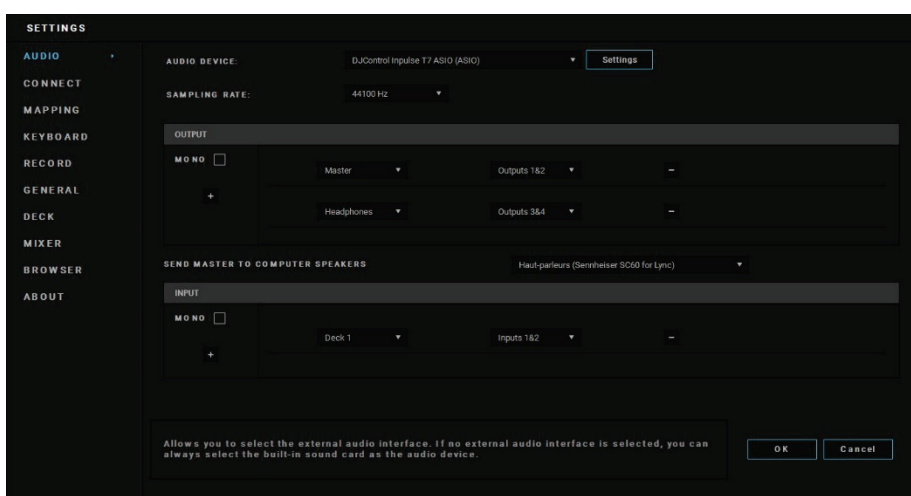 SETTINGS
AUDIO
CONNECT
MAPPING
KEYBOARD
RECORD
GENERAL
DECK
MIXER
BROWSER
ABOUT
AUDIO DEVICE: DJControl Inpulse T7 ASIO (ASIO) Settings
SAMPLING RATE: 44100 Hz
OUTPUT
MONO
+
Master Outputs 1&2 –
Headphones Outputs 3&4 –
SEND MASTER TO COMPUTER SPEAKERS Haut-parleurs (Sennheiser SC60 for Lync)
INPUT
MONO
+
Deck 1 Inputs 1&2 –
Allows you to select the external audio interface. If no external audio interface is selected, you can
always select the built-in sound card as the audio device.
OK Cancel